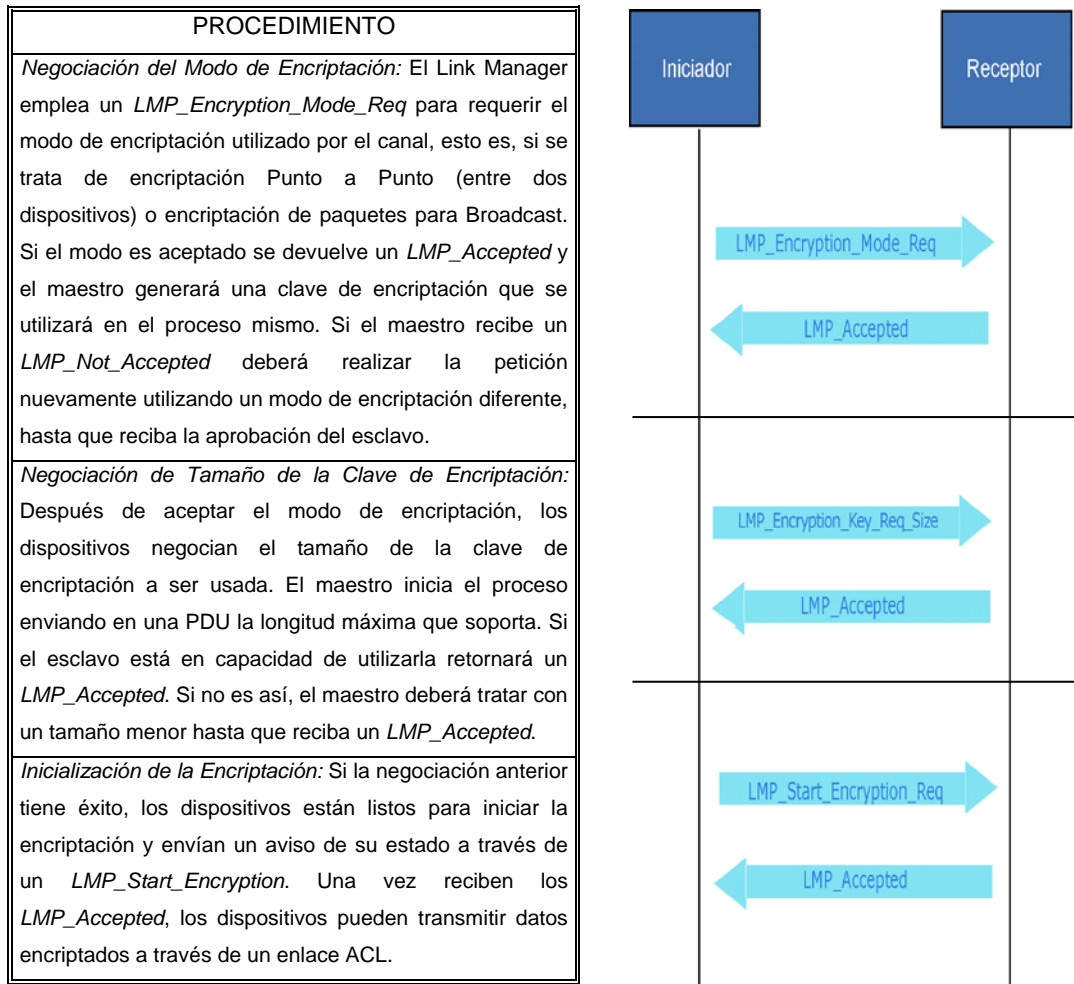 PROCEDIMIENTO
Negociación del Modo de Encriptación: El Link Manager
emplea un LMP_Encryption_Mode_Req para requerir el
modo de encriptación utilizado por el canal, esto es, si se
trata de encriptación Punto a Punto (entre dos
dispositivos) o encriptación de paquetes para Broadcast.
Si el modo es aceptado se devuelve un LMP_Accepted y
el maestro generará una clave de encriptación que se
utilizará en el proceso mismo. Si el maestro recibe un
LMP_Not_Accepted deberá realizar la petición
nuevamente utilizando un modo de encriptación diferente,
hasta que reciba la aprobación del esclavo.
Negociación de Tamaño de la Clave de Encriptación:
Después de aceptar el modo de encriptación, los
dispositivos negocian el tamaño de la clave de
encriptación a ser usada. El maestro inicia el proceso
enviando en una PDU la longitud máxima que soporta. Si
el esclavo está en capacidad de utilizarla retornará un
LMP_Accepted. Si no es así, el maestro deberá tratar con
un tamaño menor hasta que reciba un LMP_Accepted.
Inicialización de la Encriptación: Si la negociación anterior
tiene éxito, los dispositivos están listos para iniciar la
encriptación y envían un aviso de su estado a través de
un LMP_Start_Encryption. Una vez reciben los
LMP_Accepted, los dispositivos pueden transmitir datos
encriptados a través de un enlace ACL.
Iniciador
Receptor
LMP_Encryption_Mode_Req
LMP_Accepted
LMP_Encryption_Key_Req_Size
LMP_Accepted
LMP_Start_Encryption_Req
LMP_Accepted